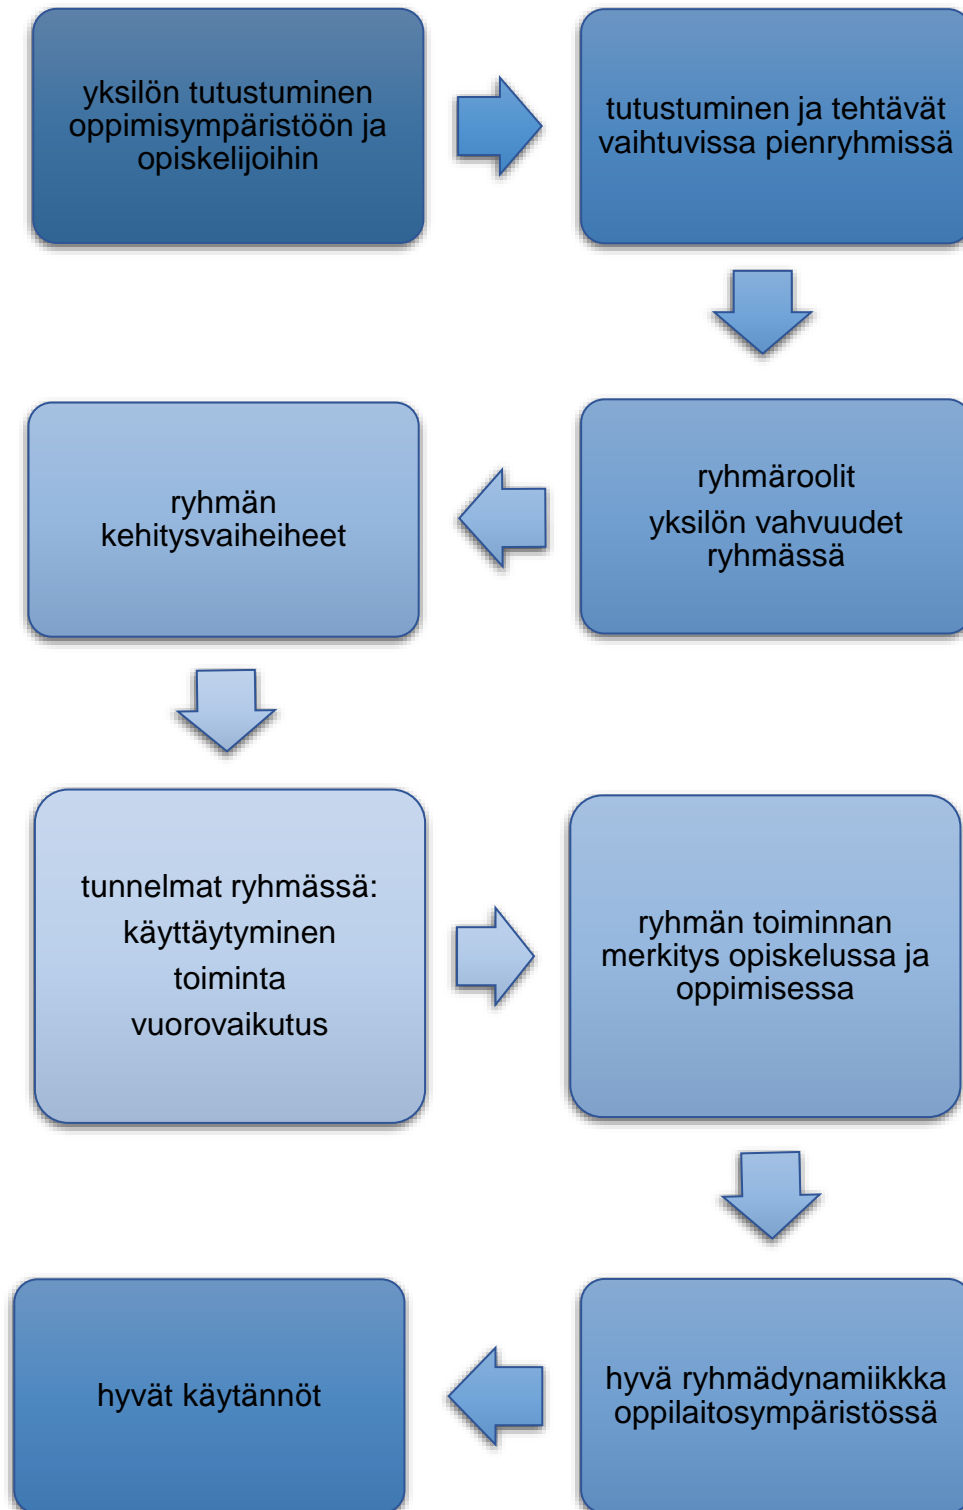 yksilön tutustuminen
oppimisympäristöön ja
opiskelijoihin
tutustuminen ja tehtävät
vaihtuvissa pienryhmissä
ryhmäroolit
yksilön vahvuudet
ryhmässä
ryhmän
kehitysvaiheiheet
tunnelmat ryhmässä:
käyttäytyminen
toiminta
vuorovaikutus
ryhmän toiminnan
merkitys opiskelussa ja
oppimisessa
hyvä ryhmädynamiikkka
oppilaitosympäristössä
hyvät käytännöt